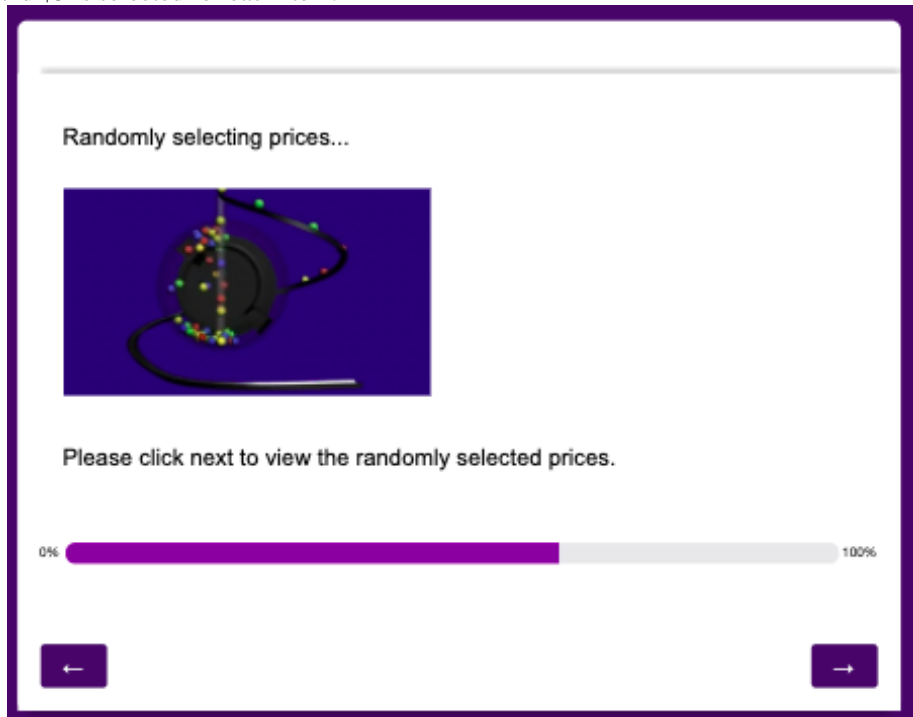 Randomly selecting prices...
Please click next to view the randomly selected prices.
0% 100%
← →